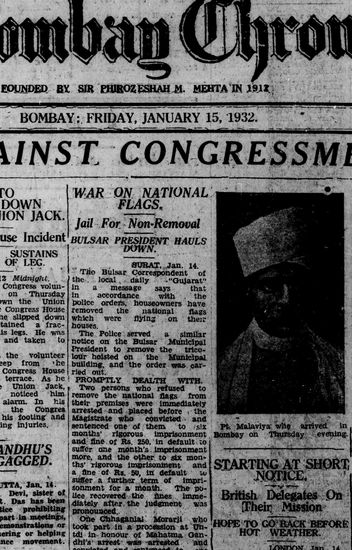 ombay Chron
FOUNDED BY SIR PHIROZESHAH M. MEHTA IN 1912
BOMBAY: FRIDAY, JANUARY 15, 1932.
AINST CONGRESSME
TO
DOWN
ION JACK.
use Incident
SUSTAINS
OF LEG.
Midnight.
Congress volun-
on Thursday
own the Union
Congress House
he slipped down
tained a frac-
his legs. He was
and taken to
the volunteer
eep from the
Congress House
terrace. As he
Union Jack,
noticed him
alarm. In his
the Congres
his footing and
ing injuries.
ANDHU'S
GAGGED.
UTTA, Jan. 14.
Devi, sister of
Das has been
tice prohibiting
part in meetings,
emonstrations or
hering or helping
nce movement.
WAR ON NATIONAL
FLAGS.
Jail For Non-Removal
BULSAR PRESIDENT HAULS
DOWN.
SURAT, Jan. 14.
The Bulsar Correspondent of
the local daily "Gujarat"
in a message says that
in accordance with the
police orders, houseowners have
removed the national flags
which were flying on their
houses.
The Police served a similar
notice on the Bulsar Municipal
President to remove the trico-
lour hoisted on the Municipal
building, and the order was car-
ried out.
PROMPTLY DEALTH WITH.
Two persons who refused to
remove the national flags from
their premises were immediately
arrested and placed before the
Magistrate who convicted and
sentenced one of them to six
months' rigorous imprisonment
and fine of Rs. 250, in default to
suffer one month's imprisonment
more, and the other to six mon-
ths' rigorous imprisonment and
a fine of Rs. 50, in default to
suffer a further term of impri-
sonment for a month. The po-
lice recovered the fines imme-
diately after the judgment was
pronounced.
One Chhaganlal Morarji who
took part in a procession at Un-
tdi in honour of Mahatma Gan-
dhi's arrest was arrested and
Pt. Malaviya who arrived in
Bombay on Thursday evening.
STARTING AT SHORT
NOTICE.
British Delegates On
Their Mission
HOPE TO GO BACK BEFORE
HOT WEATHER.
LONDON, Jan. 14